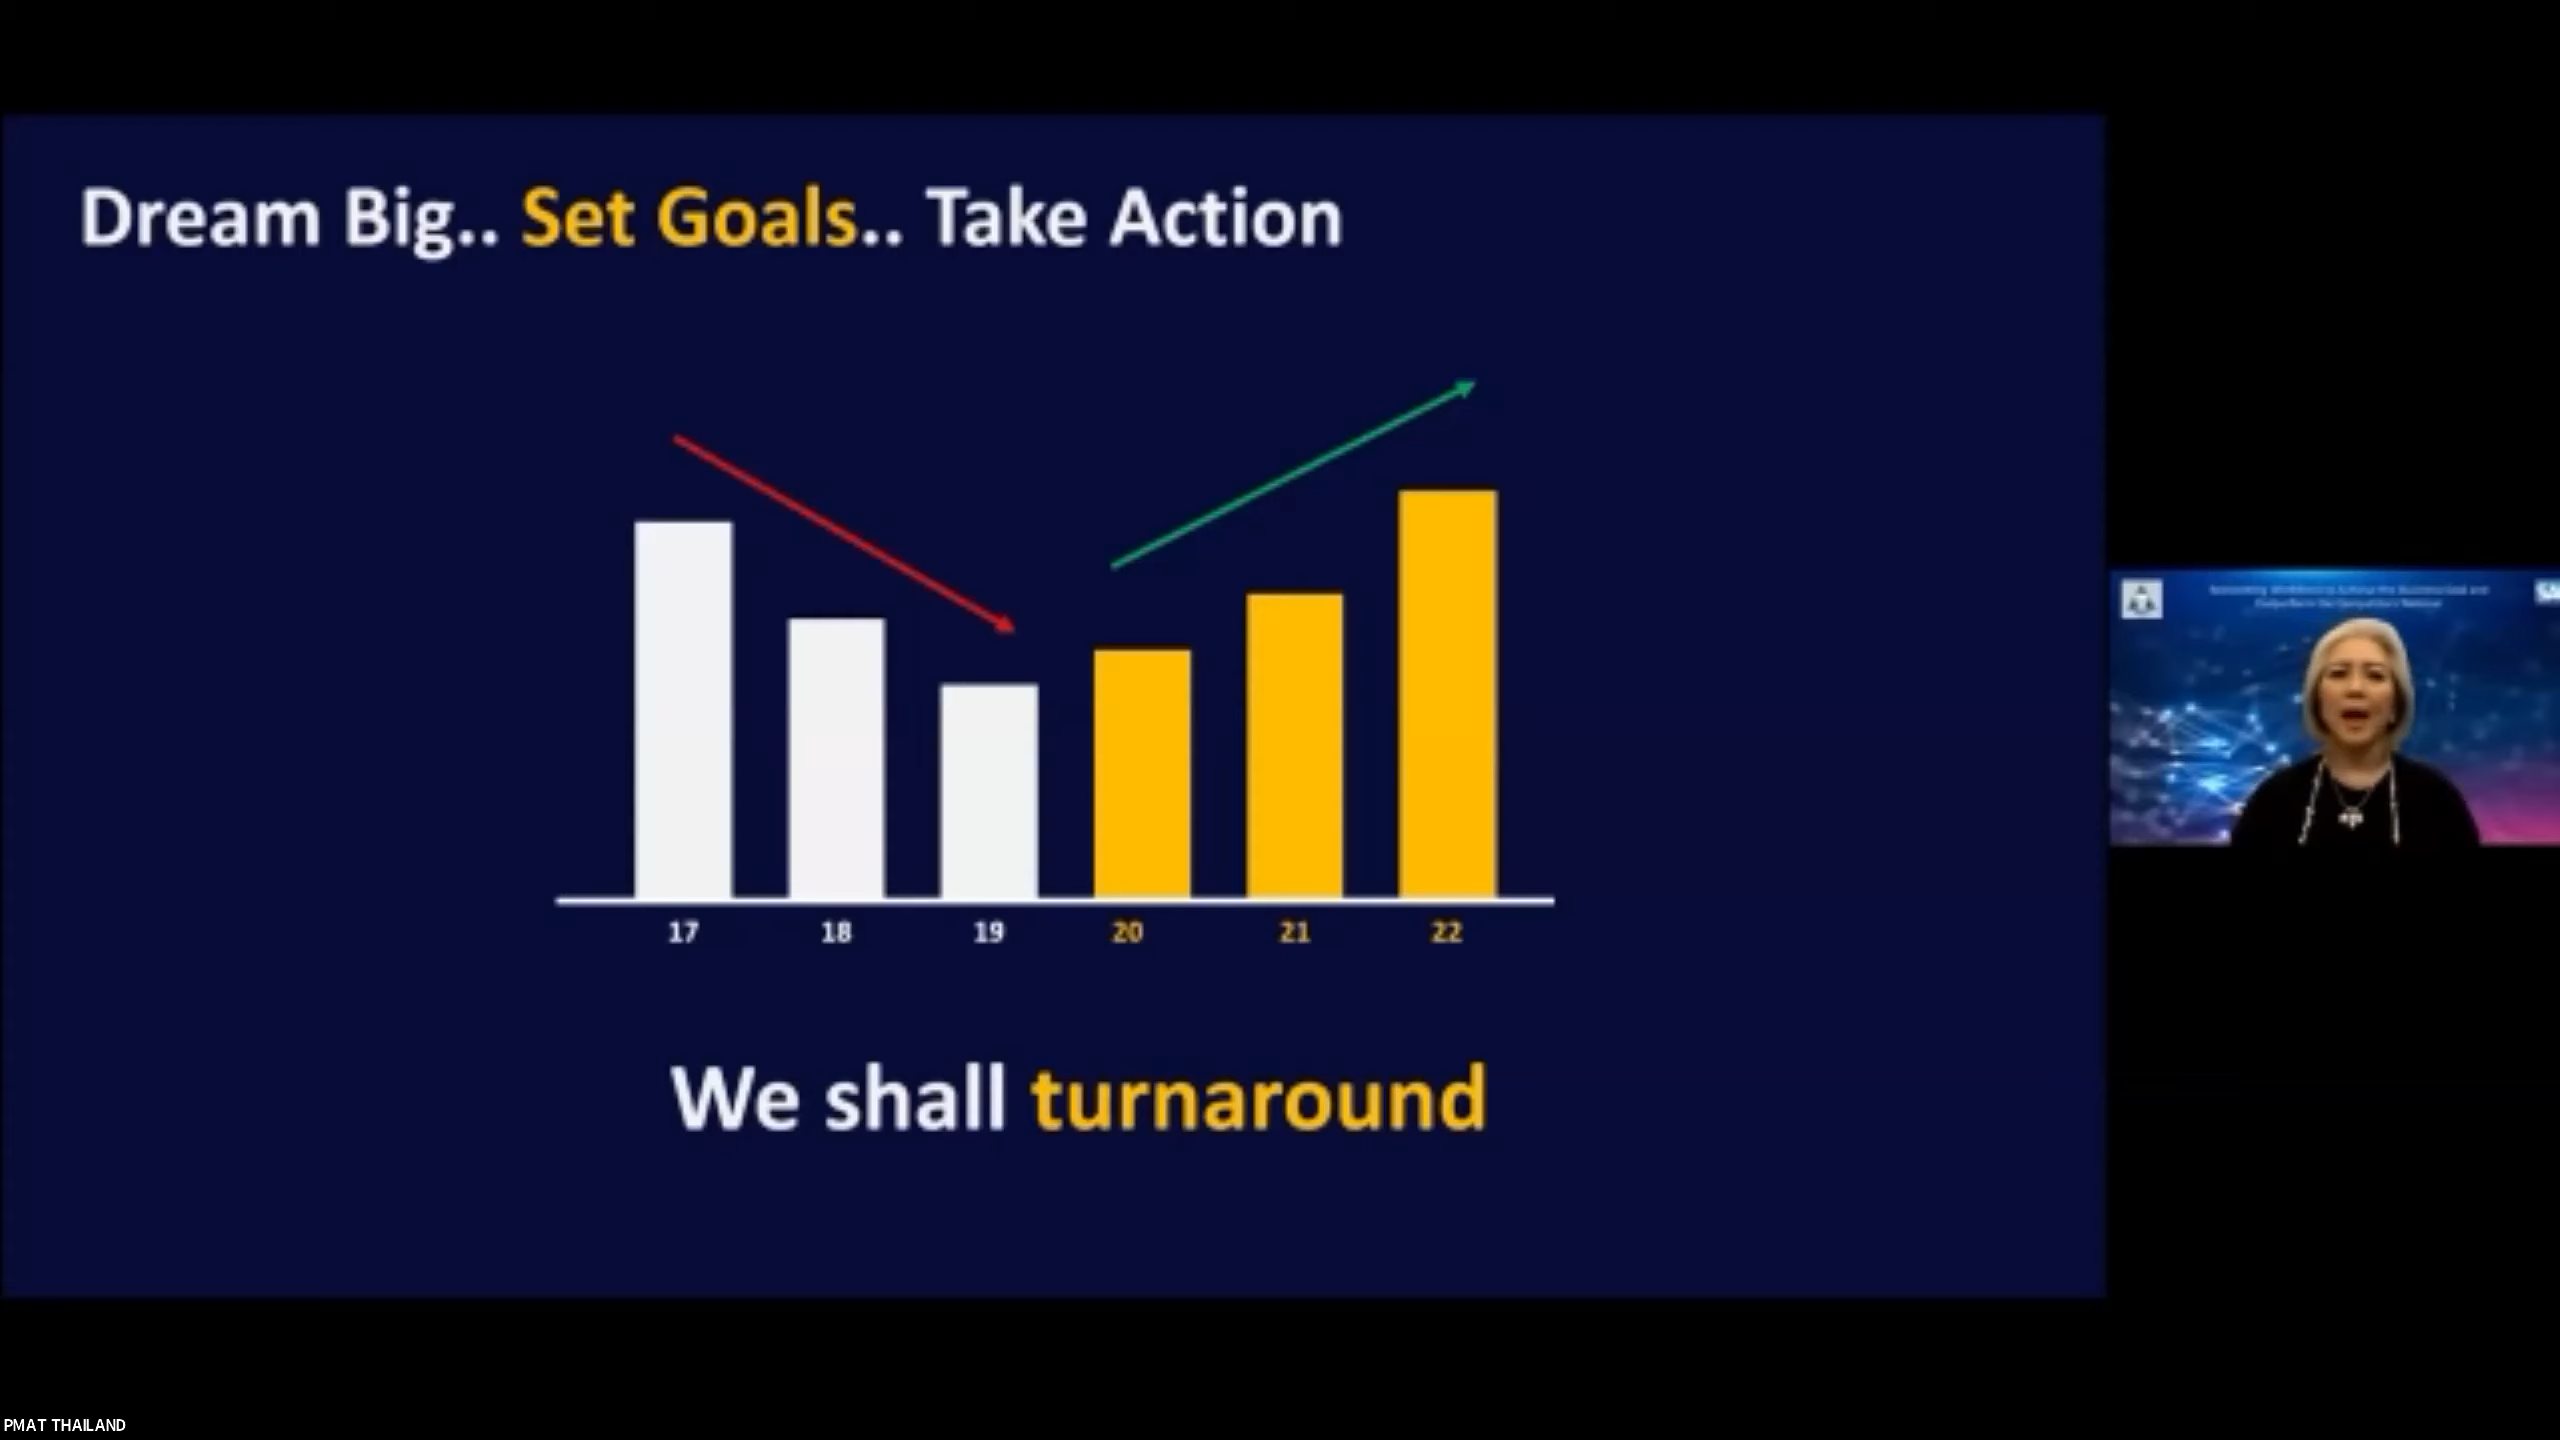 Dream Big.. Set Goals.. Take Action
17 18 19 20 21 22
We shall turnaround
PMAT THAILAND